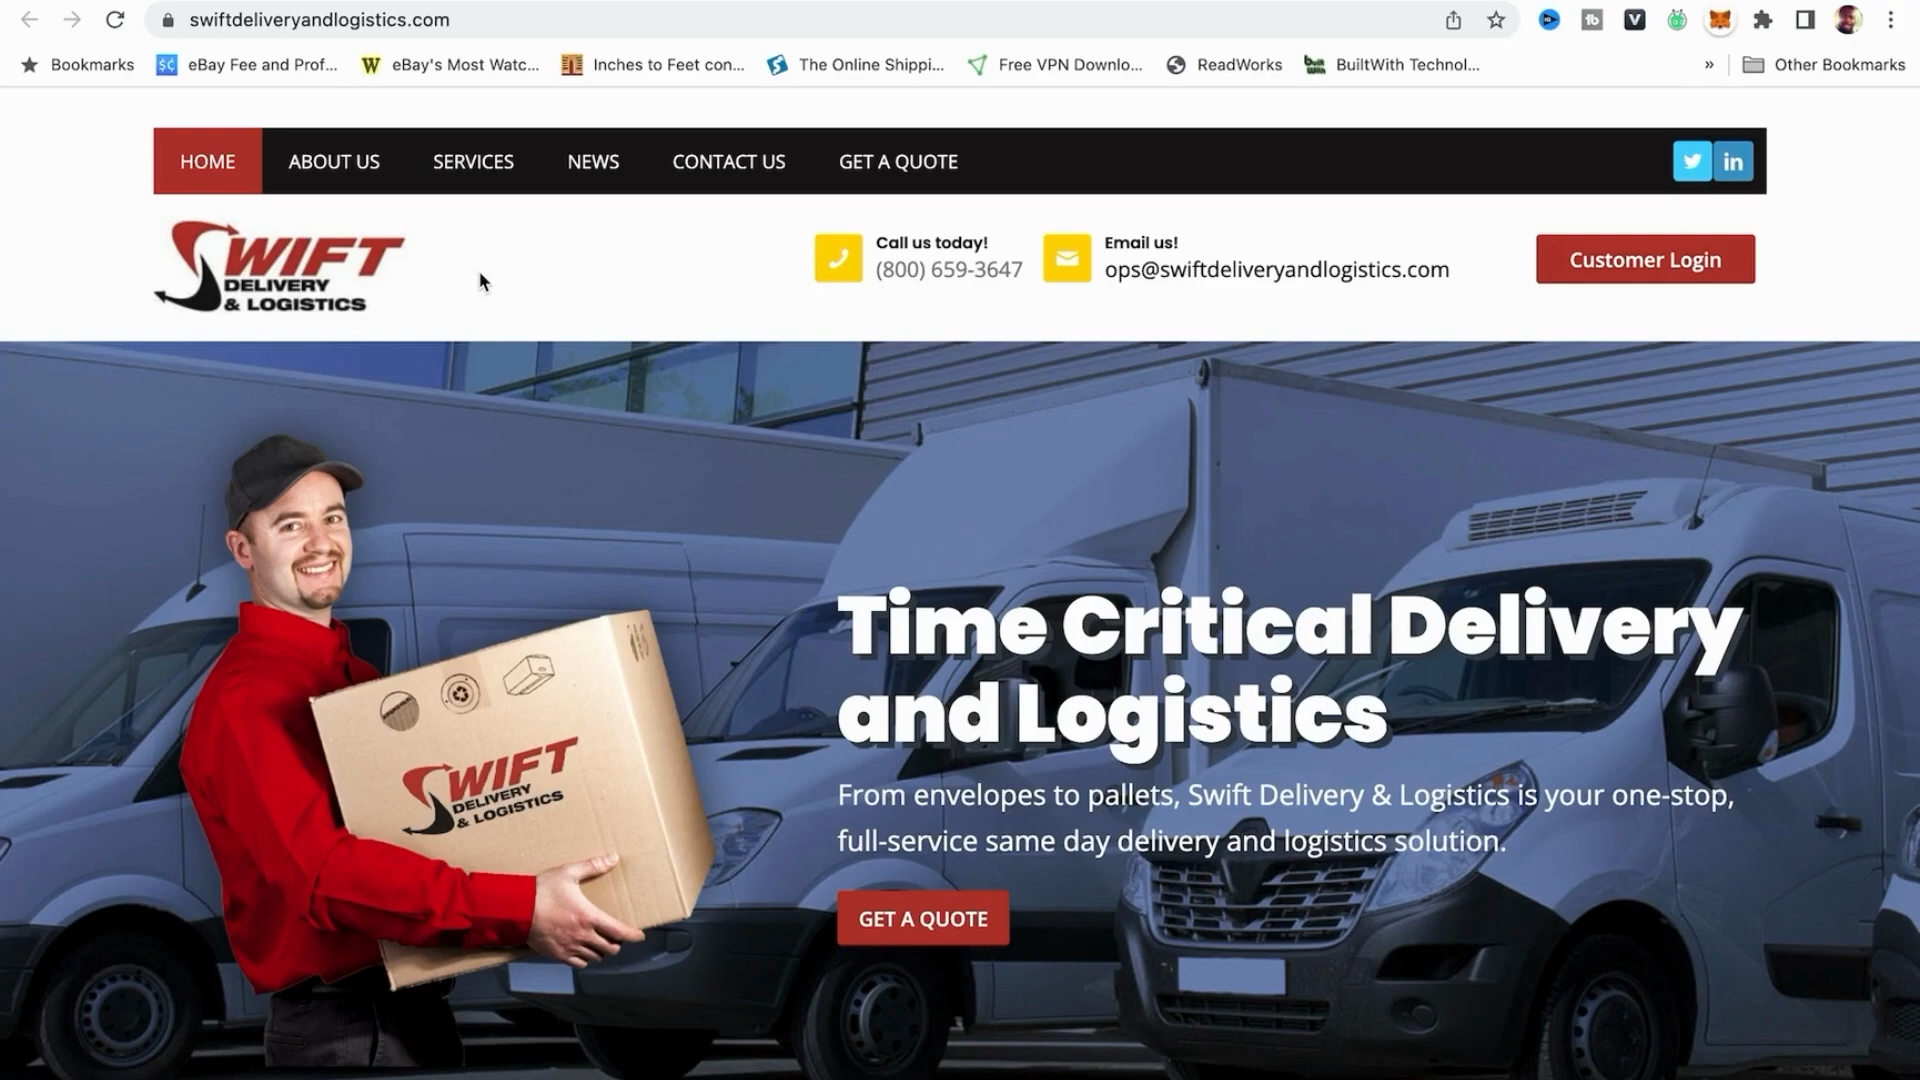 swiftdeliveryandlogistics.com
Bookmarks
eBay Fee and Prof...
eBay's Most Watc...
Inches to Feet con...
The Online Shippi...
Free VPN Downlo...
ReadWorks
BuiltWith Technol...
»
Other Bookmarks
HOME
ABOUT US
SERVICES
NEWS
CONTACT US
GET A QUOTE
SWIFT
DELIVERY
& LOGISTICS
Call us today!
(800) 659-3647
Email us!
ops@swiftdeliveryandlogistics.com
Customer Login
SWIFT
DELIVERY
& LOGISTICS
Time Critical Delivery
and Logistics
From envelopes to pallets, Swift Delivery & Logistics is your one-stop,
full-service same day delivery and logistics solution.
GET A QUOTE